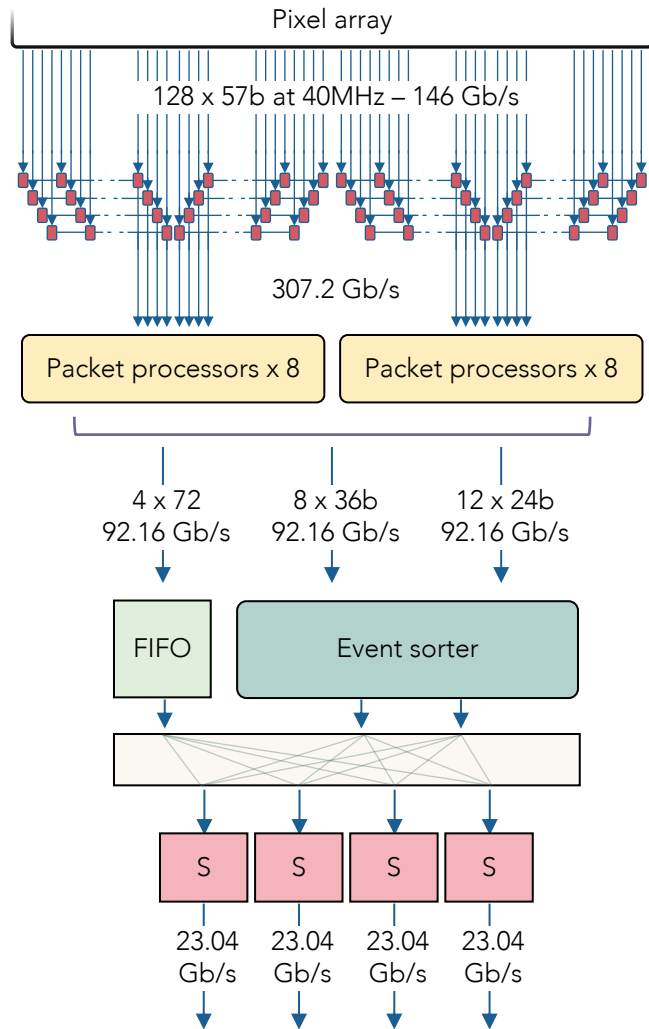 Pixel array
128 x 57b at 40MHz – 146 Gb/s
307.2 Gb/s
Packet processors x 8
Packet processors x 8
4 x 72
92.16 Gb/s
8 x 36b
92.16 Gb/s
12 x 24b
92.16 Gb/s
FIFO
Event sorter
S
S
S
S
23.04
Gb/s
23.04
Gb/s
23.04
Gb/s
23.04
Gb/s